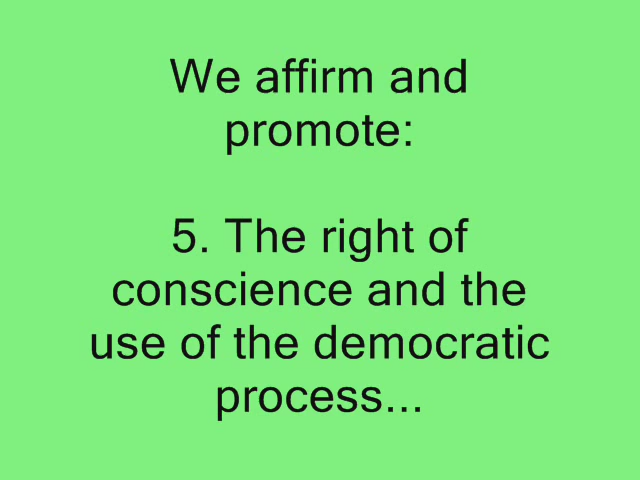 We affirm and
promote:
5. The right of
conscience and the
use of the democratic
process...